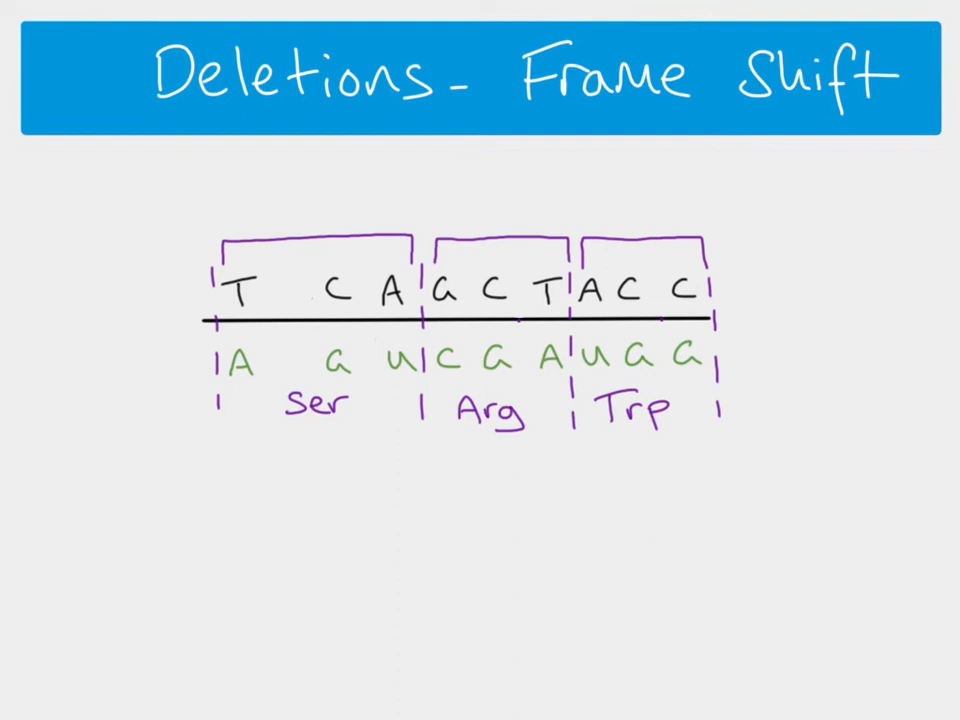 Deletions - Frame Shift
T C A G C T A C C
A G U C G A U G G
Ser Arg Trp